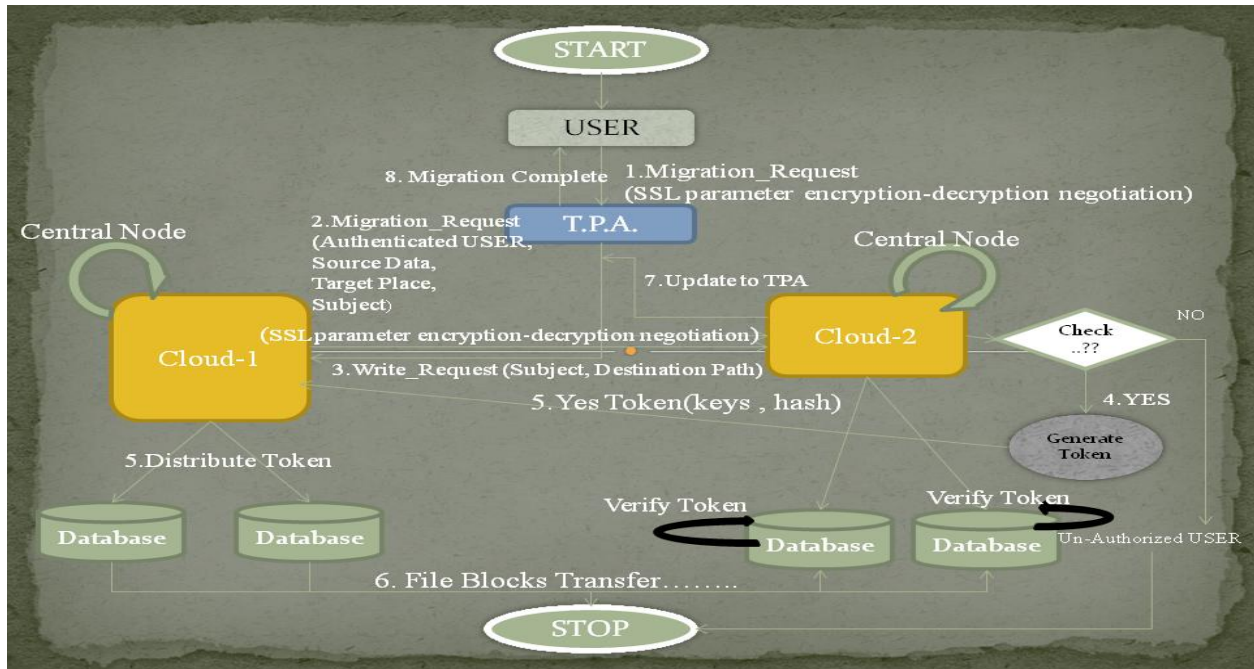 START
USER
8. Migration Complete
1.Migration_Request
(SSL parameter encryption-decryption negotiation)
T.P.A.
2.Migration_Request
(Authenticated USER,
Source Data,
Target Place,
Subject)
Central Node
Central Node
7.Update to TPA
Cloud-1
(SSL parameter encryption-decryption negotiation)
Cloud-2
Check
..??
NO
3.Write_Request (Subject, Destination Path)
5.Yes Token(keys , hash)
4.YES
Generate
Token
5.Distribute Token
Verify Token
Verify Token
Database
Database
Database
Database
Un-Authorized USER
6. File Blocks Transfer……..
STOP